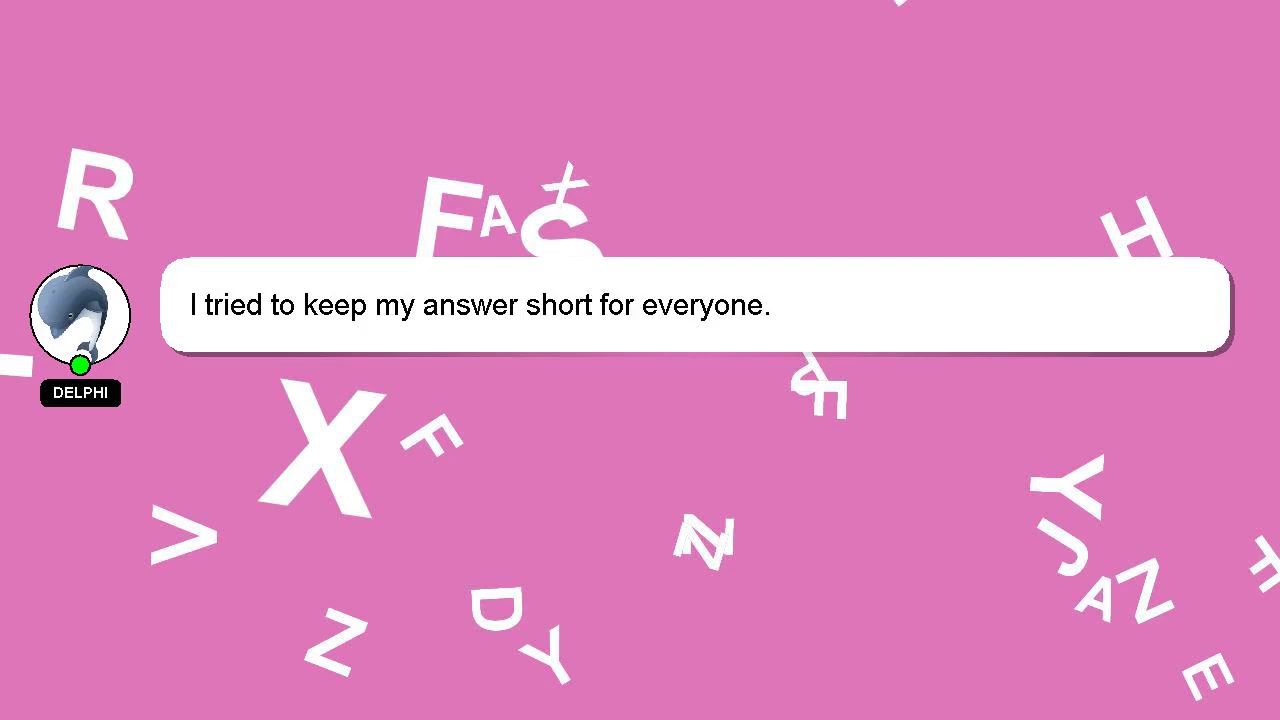 R
F
A
X
S
H
I tried to keep my answer short for everyone.
DELPHI
X
F
F
Y
V
N
J
A
Z
F
D
Y
Z
E